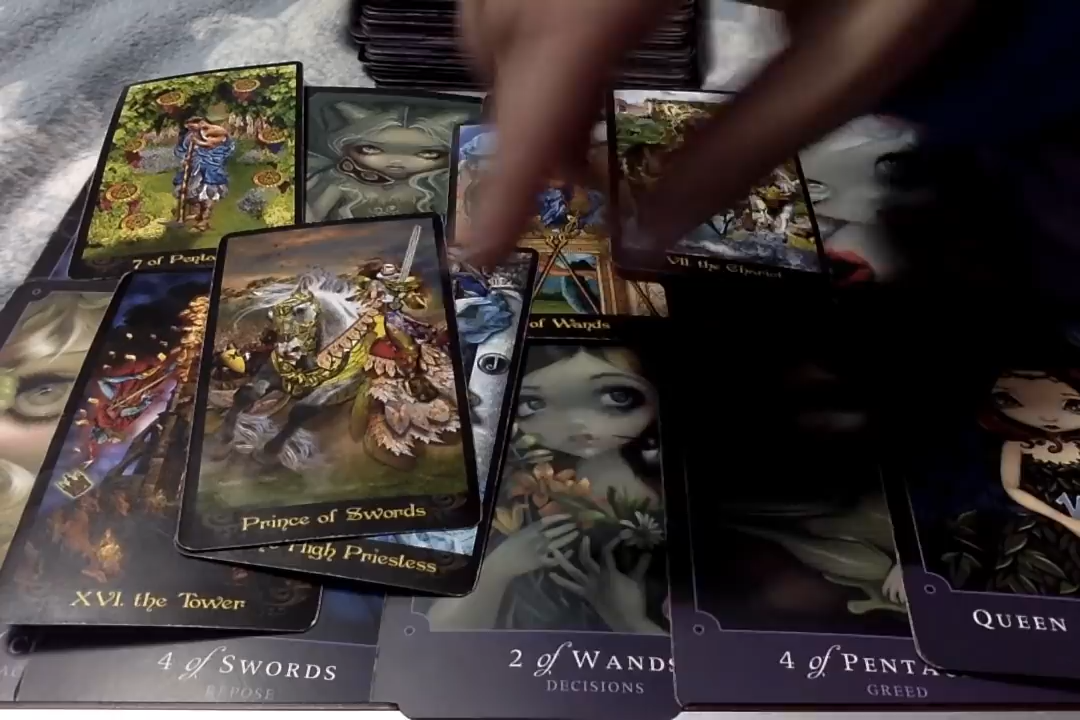 7 of Penta
VII. the Chariot
of Wands
J
Prince of Swords
High Priestess
XVI. the Tower
4 of SWORDS
REPOSE
2 of WANDS
DECISIONS
4 of PENTA
GREED
QUEEN